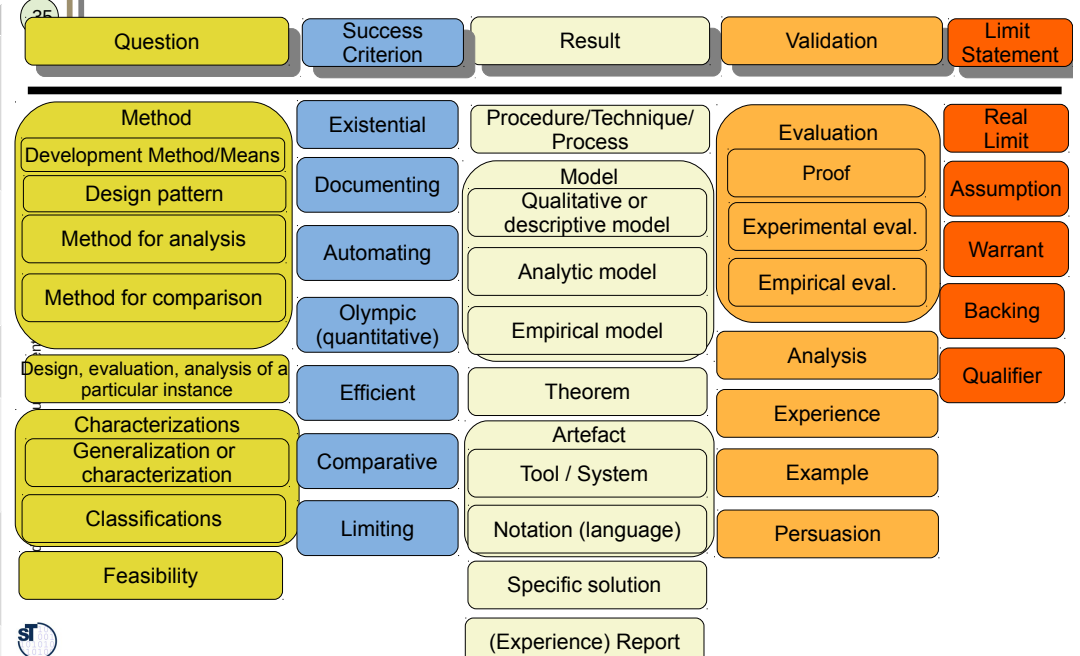 35
Question
Success
Criterion
Result
Validation
Limit
Statement
Method
Development Method/Means
Design pattern
Method for analysis
Method for comparison
Design, evaluation, analysis of a
particular instance
Characterizations
Generalization or
characterization
Classifications
Feasibility
Existential
Documenting
Automating
Olympic
(quantitative)
Efficient
Comparative
Limiting
Procedure/Technique/
Process
Model
Qualitative or
descriptive model
Analytic model
Empirical model
Theorem
Artefact
Tool / System
Notation (language)
Specific solution
(Experience) Report
Evaluation
Proof
Experimental eval.
Empirical eval.
Analysis
Experience
Example
Persuasion
Real
Limit
Assumption
Warrant
Backing
Qualifier
sT